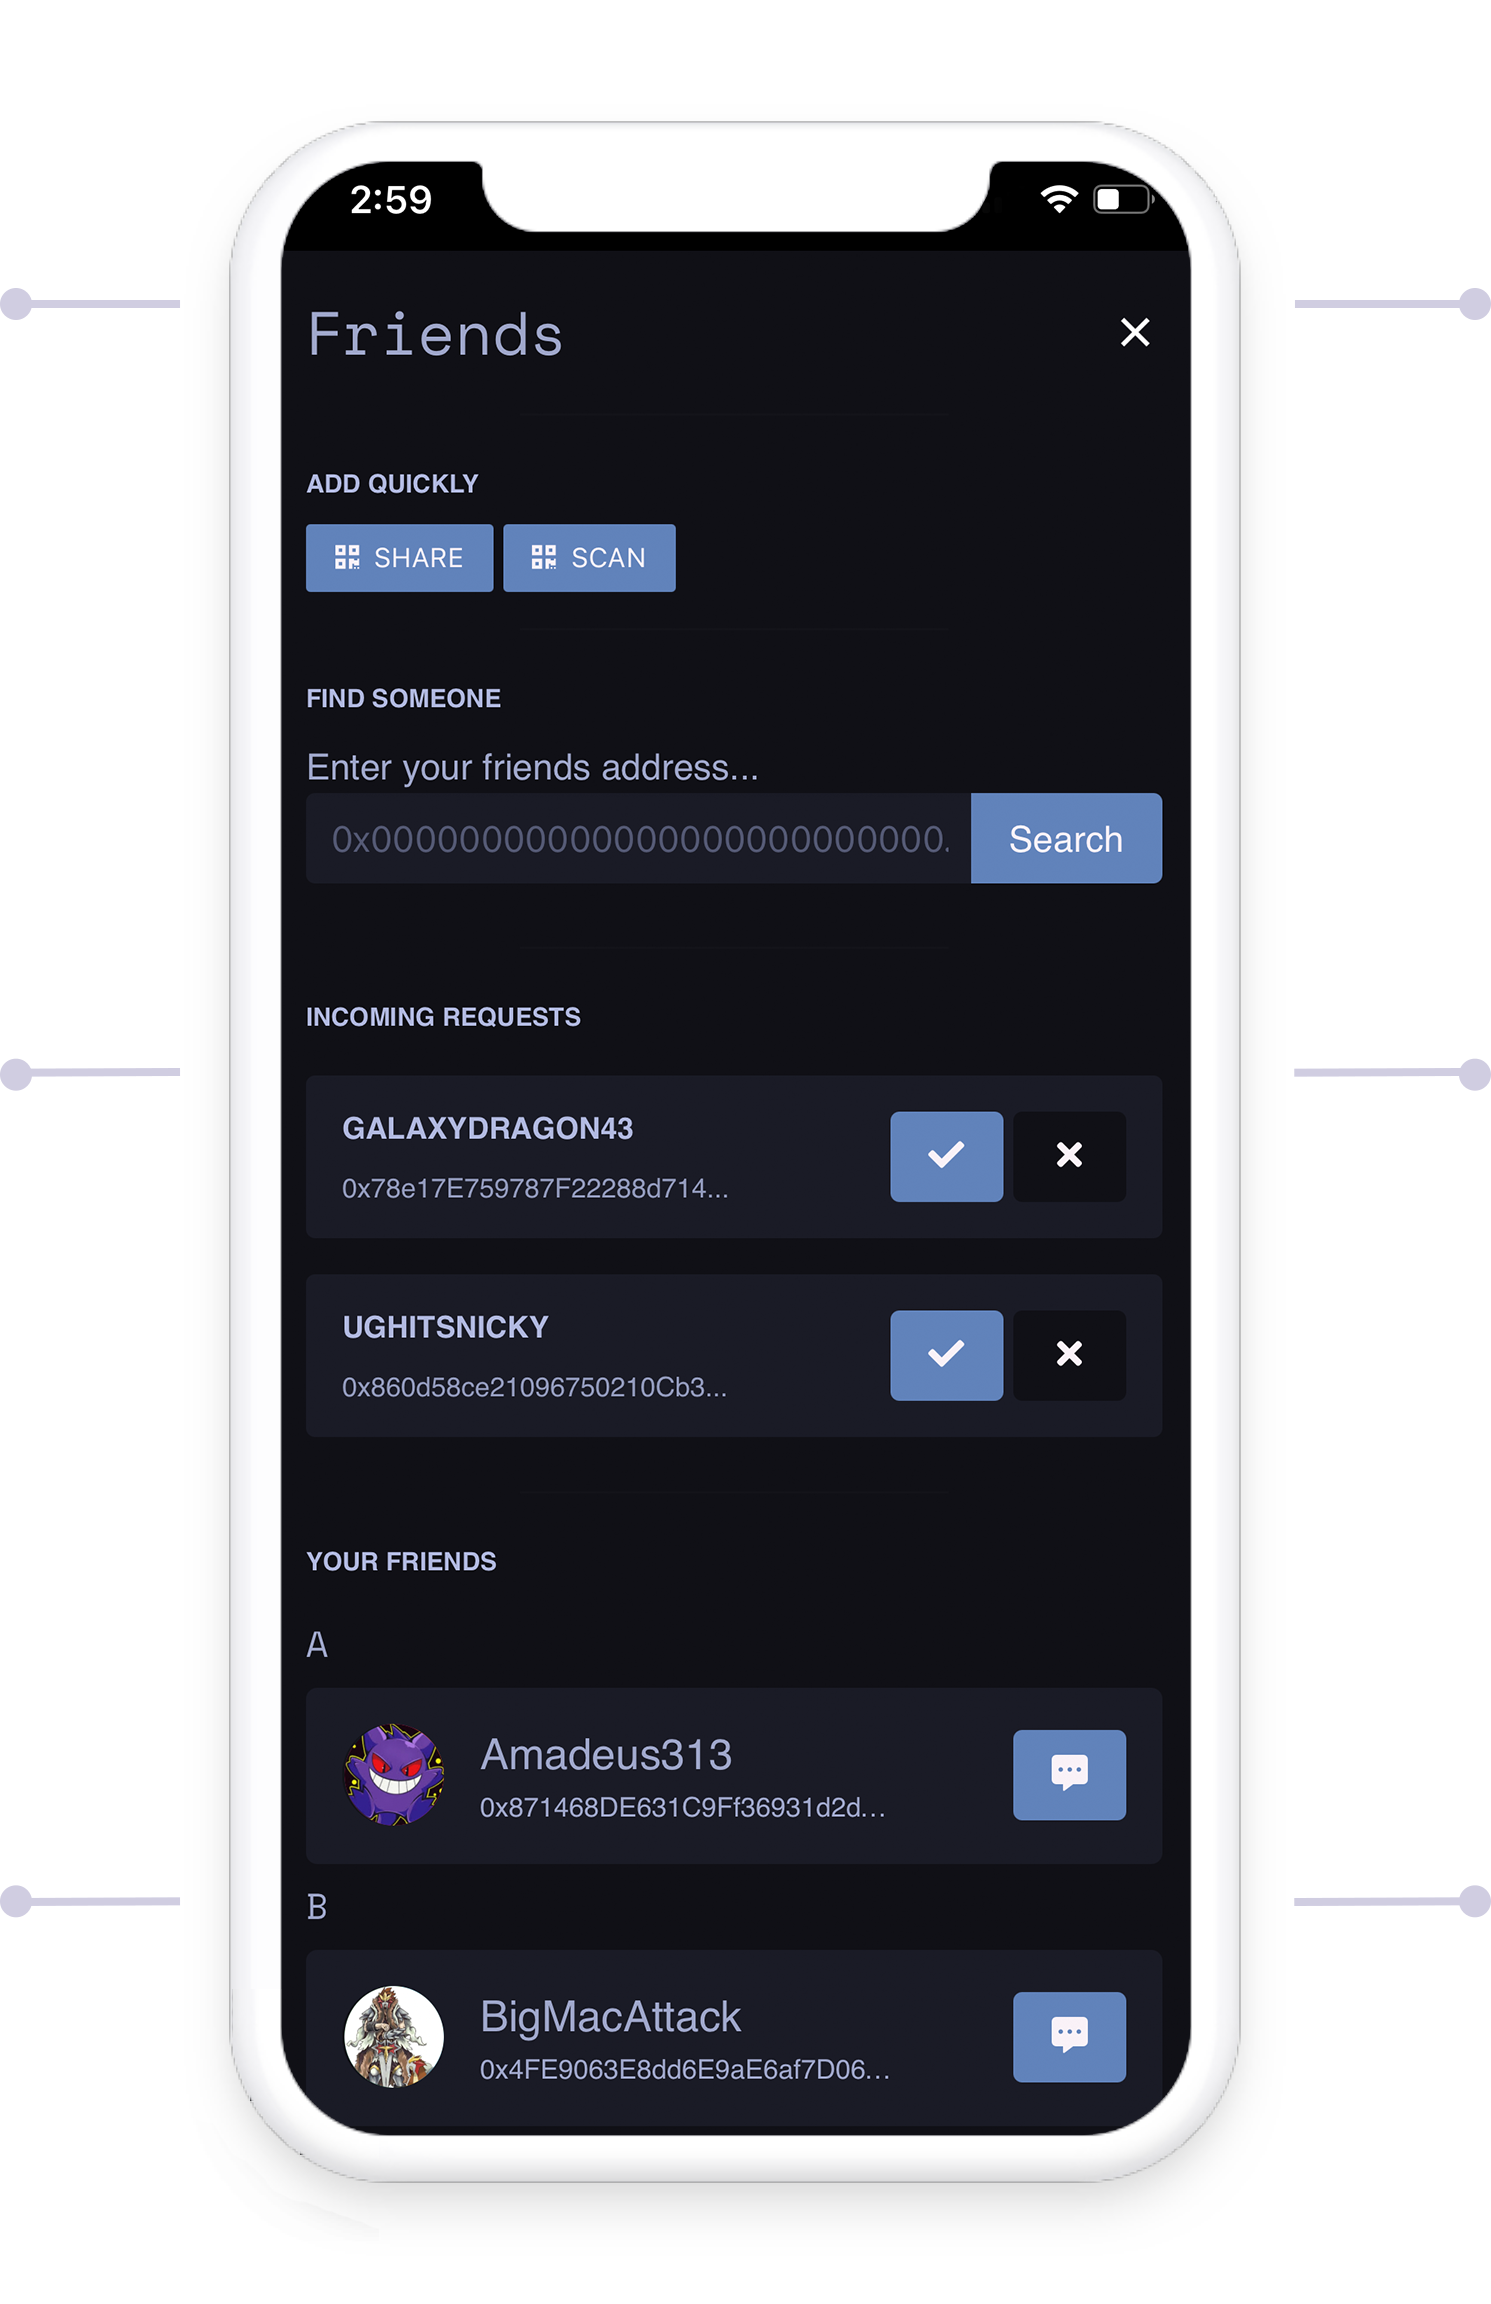 2:59
Friends
ADD QUICKLY
SHARE SCAN
FIND SOMEONE
Enter your friends address...
0x00000000000000000000000000. Search
INCOMING REQUESTS
GALAXYDRAGON43
0x78e17E759787F22288d714...
UGHITSNICKY
0x860d58ce21096750210Cb3...
YOUR FRIENDS
A
Amadeus313
0x871468DE631C9Ff36931d2d...
B
BigMacAttack
0x4FE9063E8dd6E9aE6af7D06...